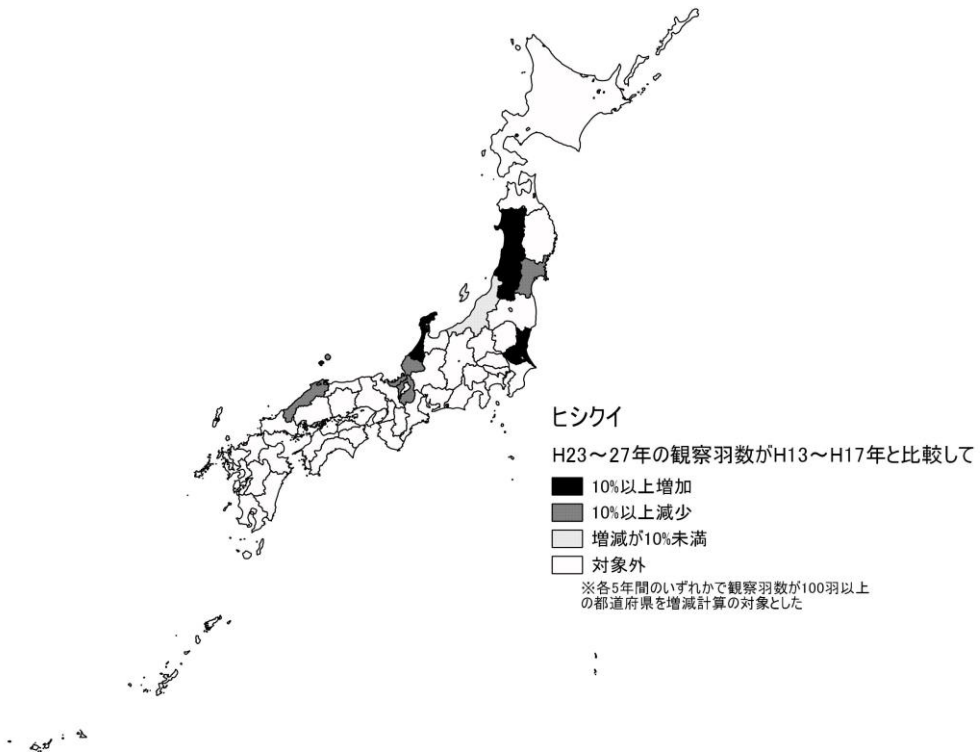 ヒシクイ
H23～27年の観察羽数がH13～H17年と比較して
10%以上増加
10%以上減少
増減が10%未満
対象外
※各5年間のいずれかで観察羽数が100羽以上
の都道府県を増減計算の対象とした